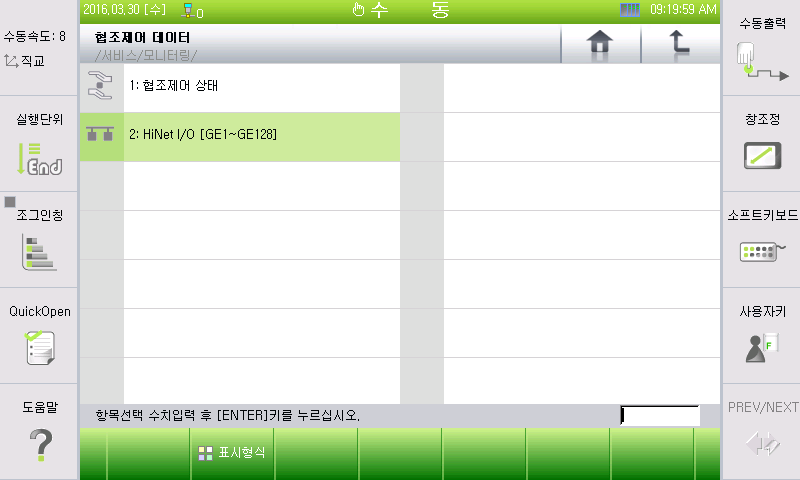 2016.03.30 [수] 0 수 동 09:19:59 AM
수동속도: 8
직교
실행단위
End
조그인칭
QuickOpen
도움말
협조제어 데이터
/서비스/모니터링/
1: 협조제어 상태
2: HiNet I/O [GE1~GE128]
항목선택 수치입력 후 [ENTER]키를 누르십시오.
표시형식
수동출력
창조정
소프트키보드
사용자키
F
PREV/NEXT